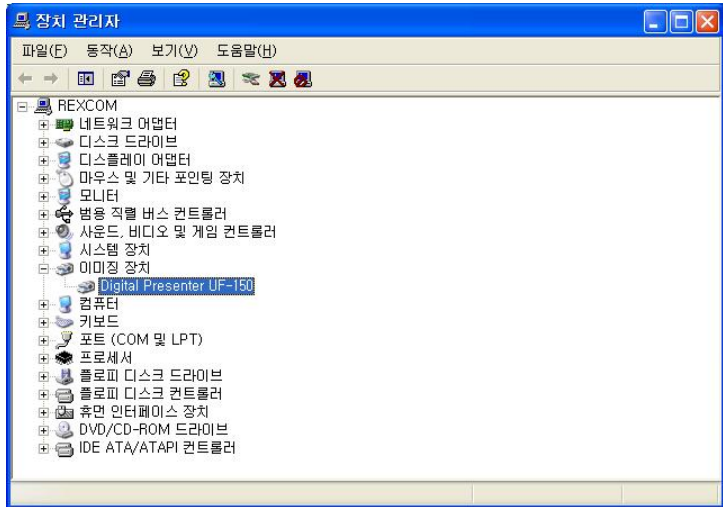 장치 관리자
파일(F) 동작(A) 보기(V) 도움말(H)
REXCOM
네트워크 어댑터
디스크 드라이브
디스플레이 어댑터
마우스 및 기타 포인팅 장치
모니터
범용 직렬 버스 컨트롤러
사운드, 비디오 및 게임 컨트롤러
시스템 장치
이미징 장치
Digital Presenter UF-150
컴퓨터
키보드
포트 (COM 및 LPT)
프로세서
플로피 디스크 드라이브
플로피 디스크 컨트롤러
휴먼 인터페이스 장치
DVD/CD-ROM 드라이브
IDE ATA/ATAPI 컨트롤러